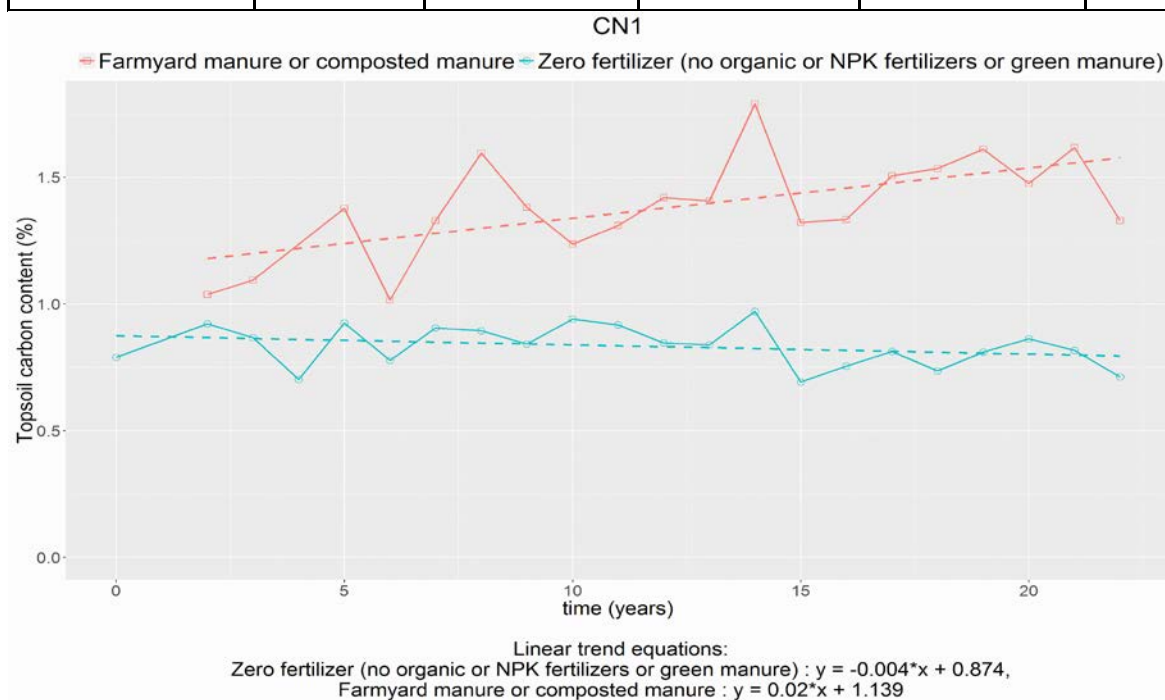 CN1
Farmyard manure or composted manure Zero fertilizer (no organic or NPK fertilizers or green manure)
Topsoil carbon content (%)
1.5
1.0
0.5
0.0
0 5 10 15 20
time (years)
Linear trend equations:
Zero fertilizer (no organic or NPK fertilizers or green manure) : y = -0.004*x + 0.874,
Farmyard manure or composted manure : y = 0.02*x + 1.139